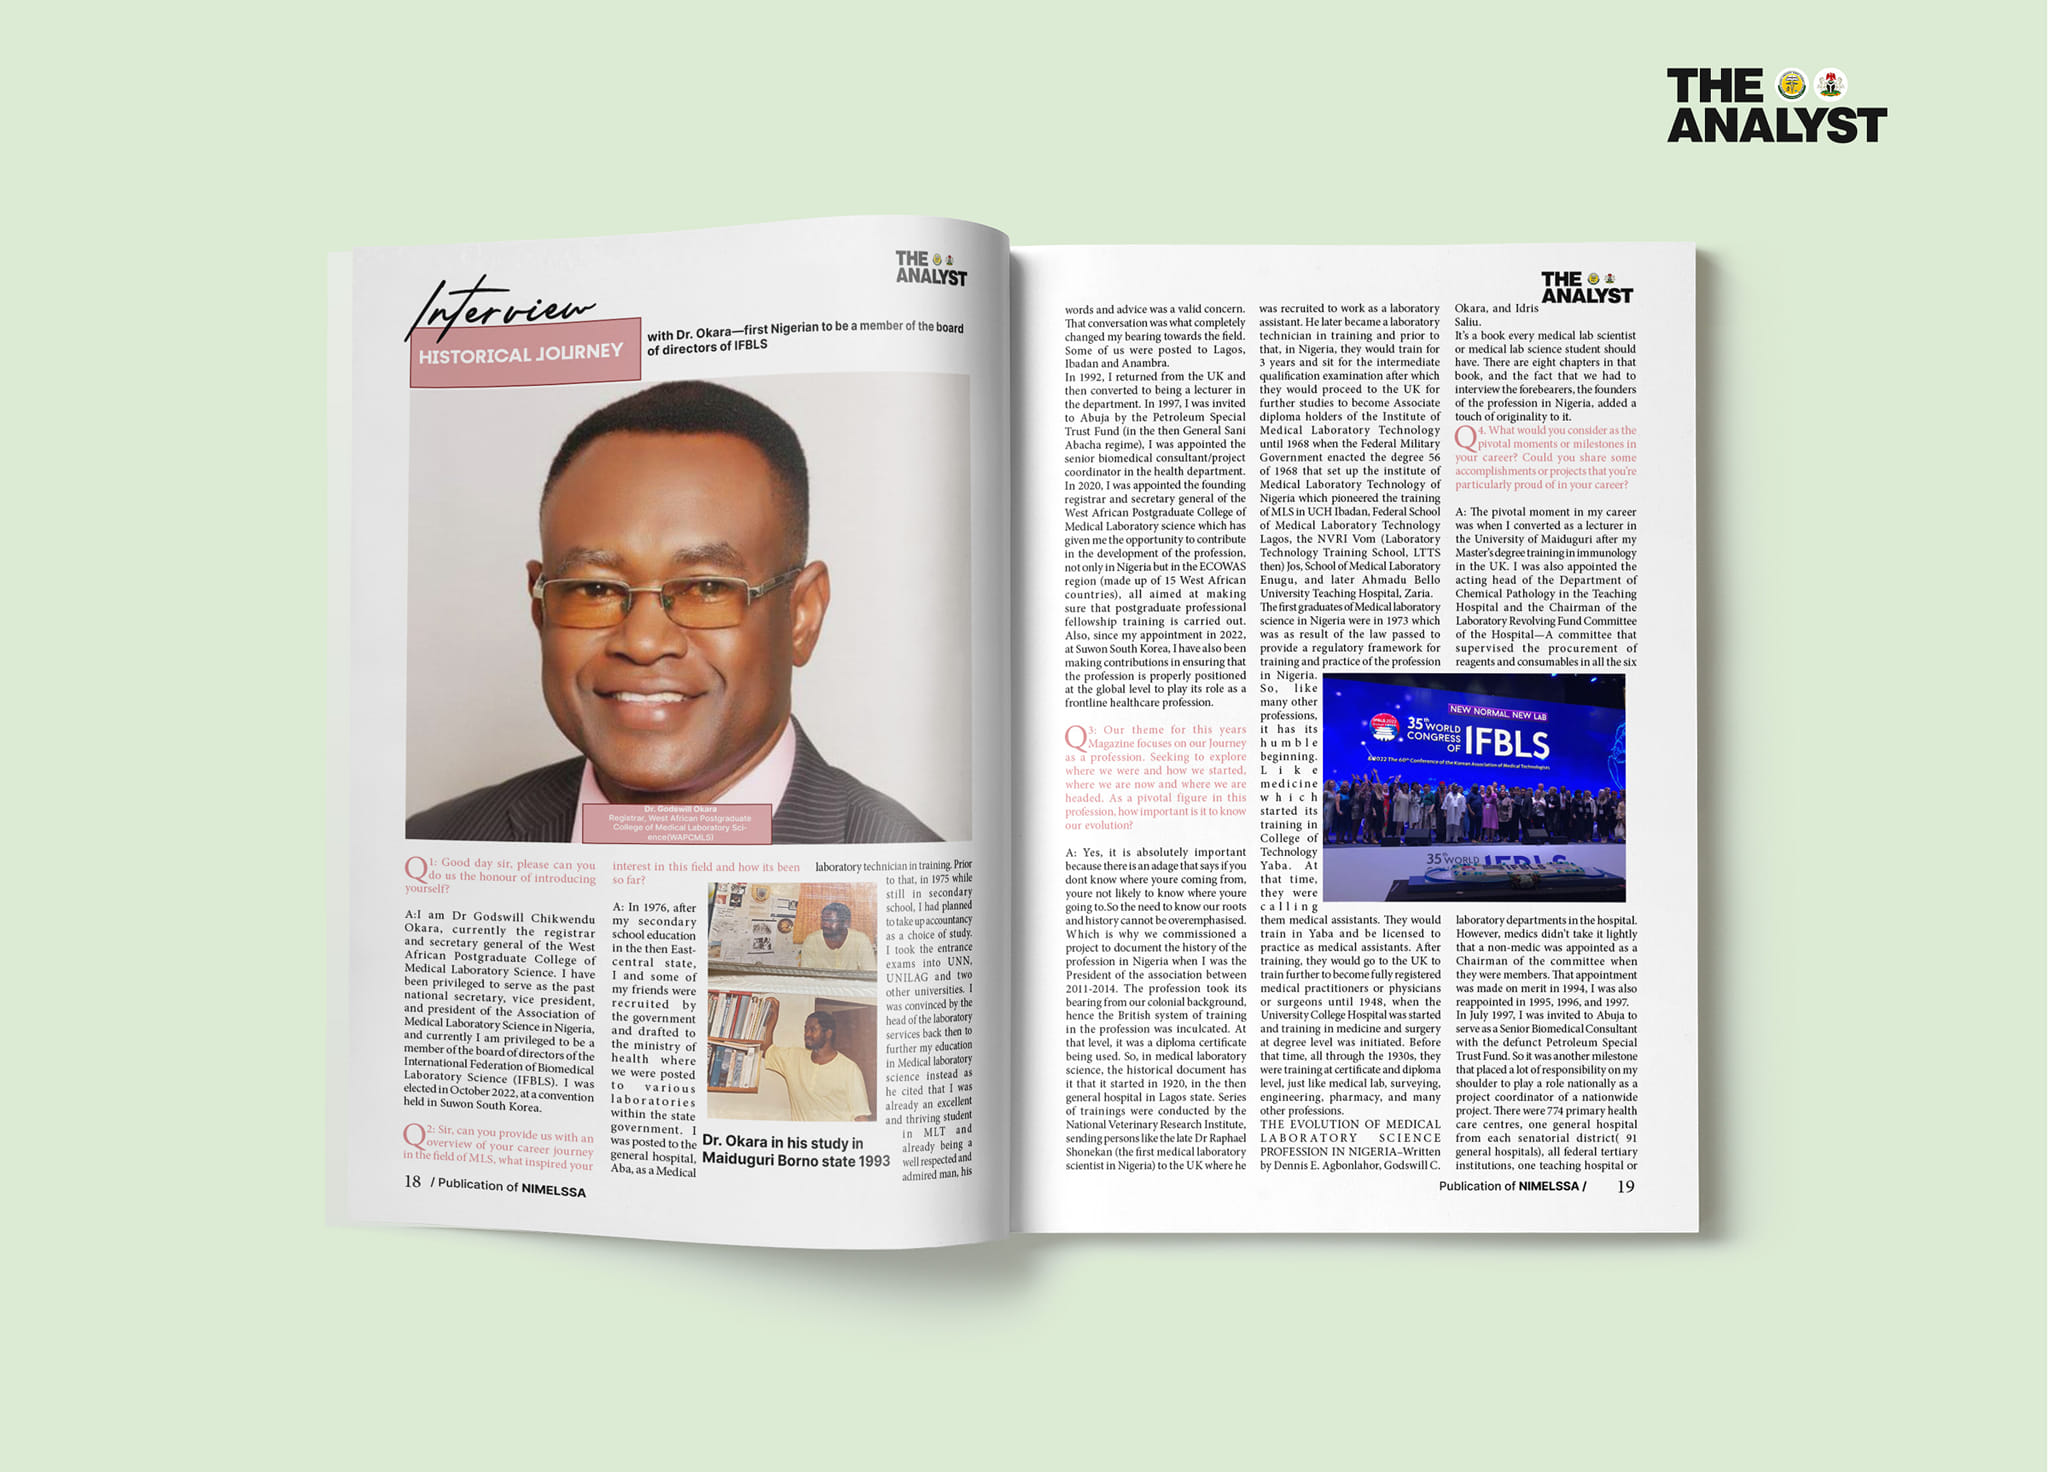 THE
ANALYST
THE
ANALYST
Interview
HISTORICAL JOURNEY
with Dr. Okara—first Nigerian to be a member of the board
of directors of IFBLS
Dr. Godswill Okara
Registrar, West African Postgraduate
College of Medical Laboratory Sci-
ence(WAPCMLS)
Q1: Good day sir, please can you
do us the honour of introducing
yourself?
A:I am Dr Godswill Chikwendu
Okara, currently the registrar
and secretary general of the West
African Postgraduate College of
Medical Laboratory Science. I have
been privileged to serve as the past
national secretary, vice president,
and president of the Association of
Medical Laboratory Science in Nigeria,
and currently I am privileged to be a
member of the board of directors of the
International Federation of Biomedical
Laboratory Science (IFBLS). I was
elected in October 2022, at a convention
held in Suwon South Korea.
Q2: Sir, can you provide us with an
overview of your career journey
in the field of MLS, what inspired your
interest in this field and how its been
so far?
A: In 1976, after
my secondary
school education
in the then East-
central state,
I and some of
my friends were
recruited by
the government
and drafted to
the ministry of
health where
we were posted
to various
laboratories
within the state
government. I
was posted to the
general hospital,
Aba, as a Medical
laboratory technician in training. Prior
to that, in 1975 while
still in secondary
school, I had planned
to take up accountancy
as a choice of study.
I took the entrance
exams into UNN,
UNILAG and two
other universities. I
was convinced by the
head of the laboratory
services back then to
further my education
in Medical laboratory
science instead as
he cited that I was
already an excellent
and thriving student
in MLT and
already being a
well respected and
admired man, his
Dr. Okara in his study in
Maiduguri Borno state 1993
18 / Publication of NIMELSSA
THE
ANALYST
words and advice was a valid concern.
That conversation was what completely
changed my bearing towards the field.
Some of us were posted to Lagos,
Ibadan and Anambra.
In 1992, I returned from the UK and
then converted to being a lecturer in
the department. In 1997, I was invited
to Abuja by the Petroleum Special
Trust Fund (in the then General Sani
Abacha regime), I was appointed the
senior biomedical consultant/project
coordinator in the health department.
In 2020, I was appointed the founding
registrar and secretary general of the
West African Postgraduate College of
Medical Laboratory science which has
given me the opportunity to contribute
in the development of the profession,
not only in Nigeria but in the ECOWAS
region (made up of 15 West African
countries), all aimed at making
sure that postgraduate professional
fellowship training is carried out.
Also, since my appointment in 2022,
at Suwon South Korea, I have also been
making contributions in ensuring that
the profession is properly positioned
at the global level to play its role as a
frontline healthcare profession.
Q3: Our theme for this years
Magazine focuses on our Journey
as a profession. Seeking to explore
where we were and how we started,
where we are now and where we are
headed. As a pivotal figure in this
profession, how important is it to know
our evolution?
A: Yes, it is absolutely important
because there is an adage that says if you
dont know where youre coming from,
youre not likely to know where youre
going to.So the need to know our roots
and history cannot be overemphasised.
Which is why we commissioned a
project to document the history of the
profession in Nigeria when I was the
President of the association between
2011-2014. The profession took its
bearing from our colonial background,
hence the British system of training
in the profession was inculcated. At
that level, it was a diploma certificate
being used. So, in medical laboratory
science, the historical document has
it that it started in 1920, in the then
general hospital in Lagos state. Series
of trainings were conducted by the
National Veterinary Research Institute,
sending persons like the late Dr Raphael
Shonekan (the first medical laboratory
scientist in Nigeria) to the UK where he
was recruited to work as a laboratory
assistant. He later became a laboratory
technician in training and prior to
that, in Nigeria, they would train for
3 years and sit for the intermediate
qualification examination after which
they would proceed to the UK for
further studies to become Associate
diploma holders of the Institute of
Medical Laboratory Technology
until 1968 when the Federal Military
Government enacted the degree 56
of 1968 that set up the institute of
Medical Laboratory Technology of
Nigeria which pioneered the training
of MLS in UCH Ibadan, Federal School
of Medical Laboratory Technology
Lagos, the NVRI Vom (Laboratory
Technology Training School, LTTS
then) Jos, School of Medical Laboratory
Enugu, and later Ahmadu Bello
University Teaching Hospital, Zaria.
The first graduates of Medical laboratory
science in Nigeria were in 1973 which
was as result of the law passed to
provide a regulatory framework for
training and practice of the profession
in Nigeria.
So, like
many other
professions,
it has its
humble
beginning.
Like
medicine
which
started its
training in
College of
Technology
Yaba. At
that time,
they were
calling
them medical assistants. They would
train in Yaba and be licensed to
practice as medical assistants. After
training, they would go to the UK to
train further to become fully registered
medical practitioners or physicians
or surgeons until 1948, when the
University College Hospital was started
and training in medicine and surgery
at degree level was initiated. Before
that time, all through the 1930s, they
were training at certificate and diploma
level, just like medical lab, surveying,
engineering, pharmacy, and many
other professions.
THE EVOLUTION OF MEDICAL
LABORATORY SCIENCE
PROFESSION IN NIGERIA–Written
by Dennis E. Agbonlahor, Godswill C.
Okara, and Idris
Saliu.
It's a book every medical lab scientist
or medical lab science student should
have. There are eight chapters in that
book, and the fact that we had to
interview the forebearers, the founders
of the profession in Nigeria, added a
touch of originality to it.
Q4. What would you consider as the
pivotal moments or milestones in
your career? Could you share some
accomplishments or projects that you're
particularly proud of in your career?
A: The pivotal moment in my career
was when I converted as a lecturer in
the University of Maiduguri after my
Master's degree training in immunology
in the UK. I was also appointed the
acting head of the Department of
Chemical Pathology in the Teaching
Hospital and the Chairman of the
Laboratory Revolving Fund Committee
of the Hospital—A committee that
supervised the procurement of
reagents and consumables in all the six
NEW NORMAL, NEW LAB
IFBLS 2022
35th WORLD
CONGRESS
OF IFBLS
&2022 The 60th Conference of the Korean Association of Medical Technologists
35th WORLD IFBLS
laboratory departments in the hospital.
However, medics didn't take it lightly
that a non-medic was appointed as a
Chairman of the committee when
they were members. That appointment
was made on merit in 1994, I was also
reappointed in 1995, 1996, and 1997.
In July 1997, I was invited to Abuja to
serve as a Senior Biomedical Consultant
with the defunct Petroleum Special
Trust Fund. So it was another milestone
that placed a lot of responsibility on my
shoulder to play a role nationally as a
project coordinator of a nationwide
project. There were 774 primary health
care centres, one general hospital
from each senatorial district( 91
general hospitals), all federal tertiary
institutions, one teaching hospital or
Publication of NIMELSSA / 19